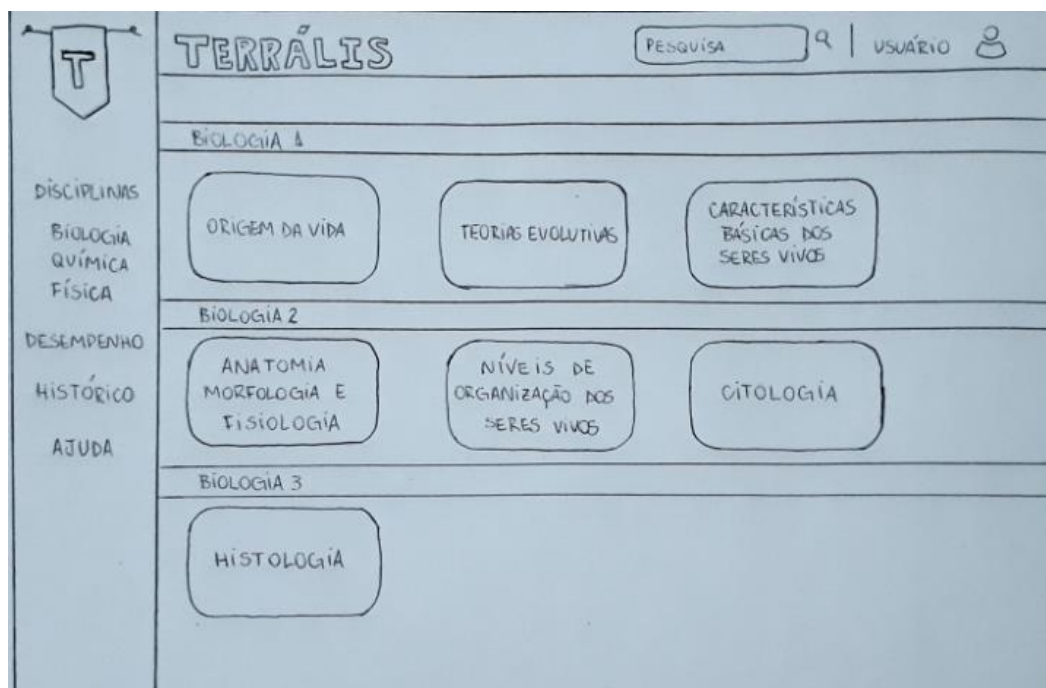 T
TERRÁLIS
PESQUISA
USUÁRIO
DISCIPLINAS
BIOLOGIA
QUÍMICA
FÍSICA
DESEMPENHO
HISTÓRICO
AJUDA
BIOLOGIA 1
ORIGEM DA VIDA
TEORIAS EVOLUTIVAS
CARACTERÍSTICAS
BÁSICAS DOS
SERES VIVOS
BIOLOGIA 2
ANATOMIA
MORFOLOGIA E
FISIOLOGIA
NÍVEIS DE
ORGANIZAÇÃO DOS
SERES VIVOS
CITOLOGIA
BIOLOGIA 3
HISTOLOGIA